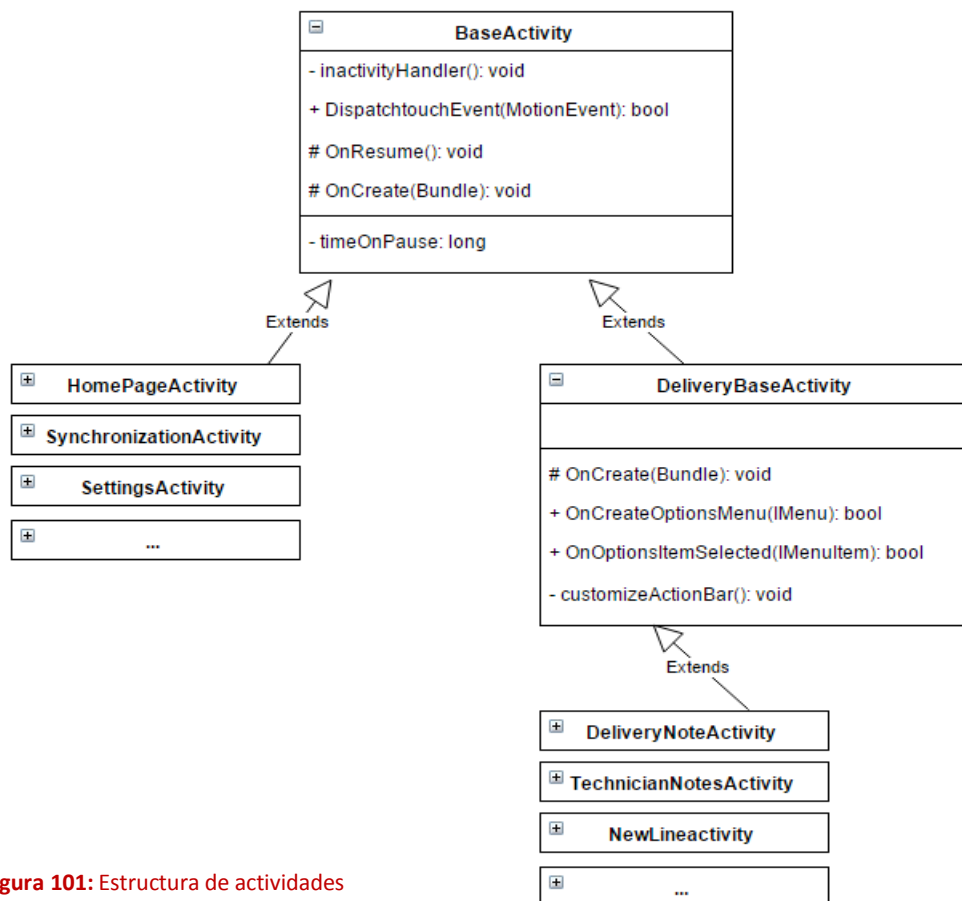 BaseActivity
- inactivityHandler(): void
+ DispatchtouchEvent(MotionEvent): bool
# OnResume(): void
# OnCreate(Bundle): void
- timeOnPause: long
Extends
Extends
HomePageActivity
SynchronizationActivity
SettingsActivity
...
DeliveryBaseActivity
# OnCreate(Bundle): void
+ OnCreateOptionsMenu(IMenu): bool
+ OnOptionsItemSelected(IMenuItem): bool
- customizeActionBar(): void
Extends
DeliveryNoteActivity
TechnicianNotesActivity
NewLineactivity
...
gura 101: Estructura de actividades